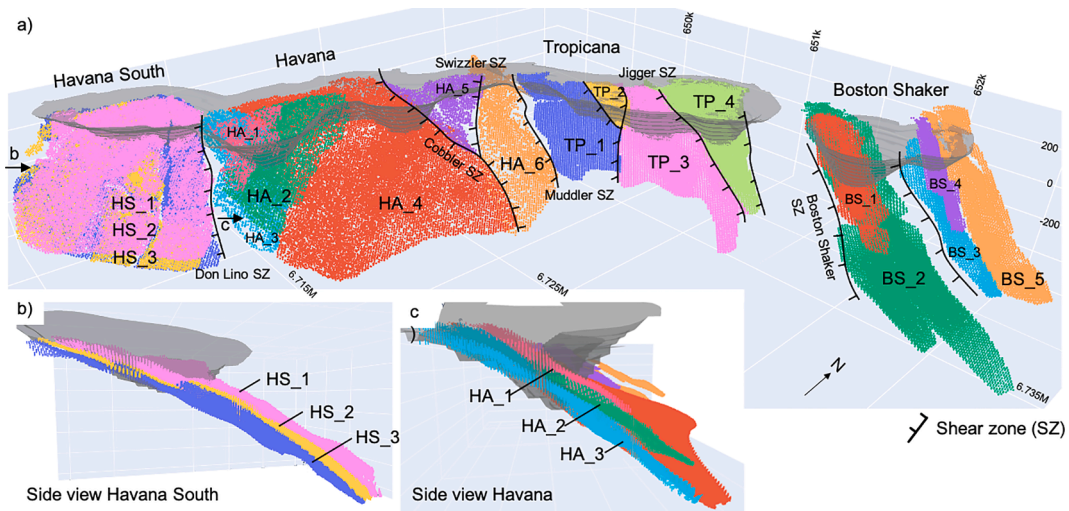 a)
Havana South
Havana
Tropicana
Boston Shaker
Swizzler SZ
Jigger SZ
650k
651k
652k
HA_5
TP_2
TP_4
HA_1
TP_1
Cobbler SZ
HA_6
TP_3
200
0
-200
b
HA_2
HA_4
Muddler SZ
BS_4
BS_1
HS_1
c
HS_2
HA_3
Boston Shaker
SZ
BS_3
HS_3
Don Lino SZ
BS_2
BS_5
6.715M
6.725M
N
6.735M
Shear zone (SZ)
b)
HS_1
HS_2
HS_3
Side view Havana South
c
HA_1
HA_2
HA_3
Side view Havana